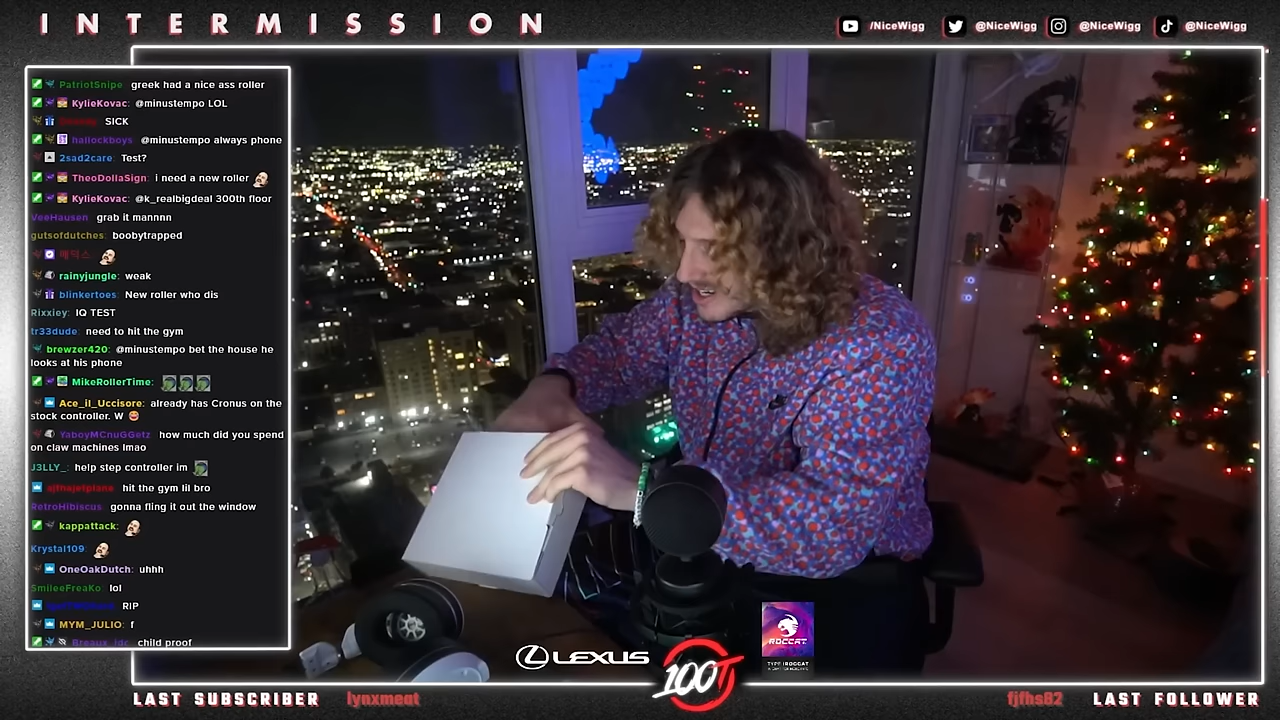 INTERMISSION
/NiceWigg
@NiceWigg
@NiceWigg
@NiceWigg
PatriotSnipe greek had a nice ass roller
KylieKovac: @minustempo LOL
SICK
hallockboys @minustempo always phone
2sad2care: Test?
TheoDollaSign: i need a new roller
KylieKovac: @k_realbigdeal 300th floor
VeeHausen grab it mannnn
gutsofdutches: boobytrapped
rainyjungle: weak
blinkertoes: New roller who dis
Rixxiey: IQ TEST
tr33dude: need to hit the gym
brewzer420: @minustempo bet the house he
looks at his phone
MikeRollerTime:
Ace_il_Uccisore: already has Cronus on the
stock controller. W
YaboyMCnuGGetz how much did you spend
on claw machines lmao
J3LLY_: help step controller im
sjthejetplane hit the gym lil bro
RetroHibiscus gonna fling it out the window
kappattack:
Krystal109:
OneOakDutch: uhhh
SmileeFreaKo: lol
RIP
MYM_JULIO: f
child proof
LEXUS
100T
ROCCAT
LAST SUBSCRIBER lynxmeat
fjfhs82 LAST FOLLOWER